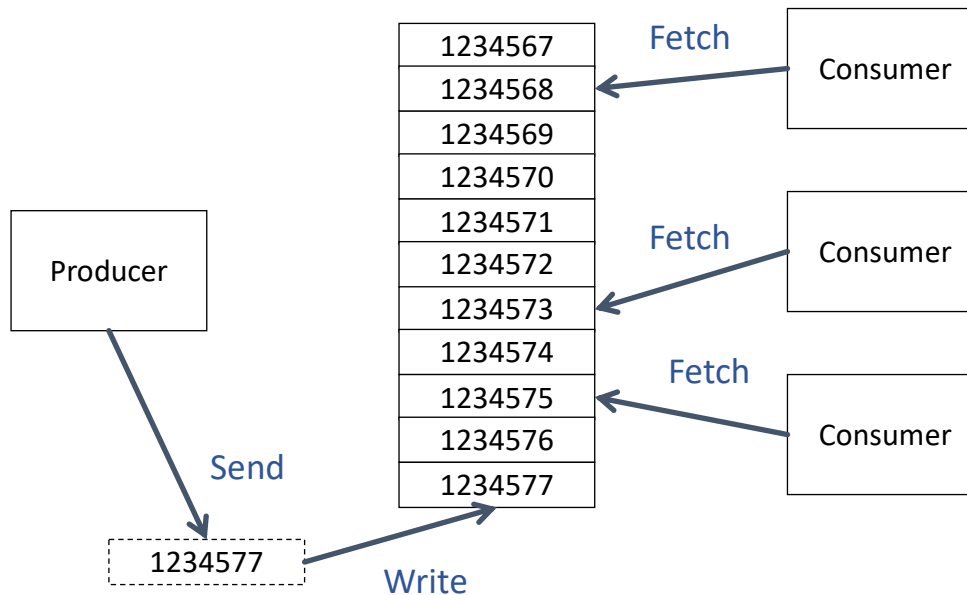 1234567
1234568
1234569
1234570
1234571
1234572
1234573
1234574
1234575
1234576
1234577
Fetch
Consumer
Fetch
Consumer
Fetch
Consumer
Producer
Send
1234577
Write